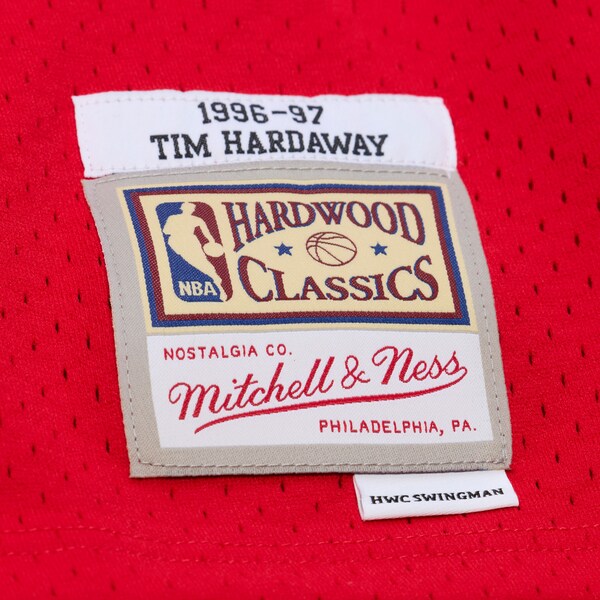 1996-97
TIM HARDAWAY
HARDWOOD
CLASSICS
NBA
NOSTALGIA CO.
Mitchell & Ness
PHILADELPHIA, PA.
HWC SWINGMAN